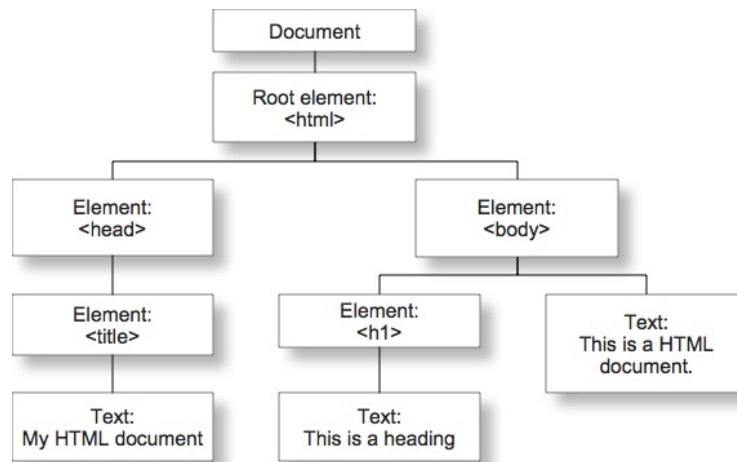 Document
Root element:
<html>
Element:
<head>
Element:
<body>
Element:
<title>
Element:
<h1>
Text:
This is a HTML
document.
Text:
My HTML document
Text:
This is a heading